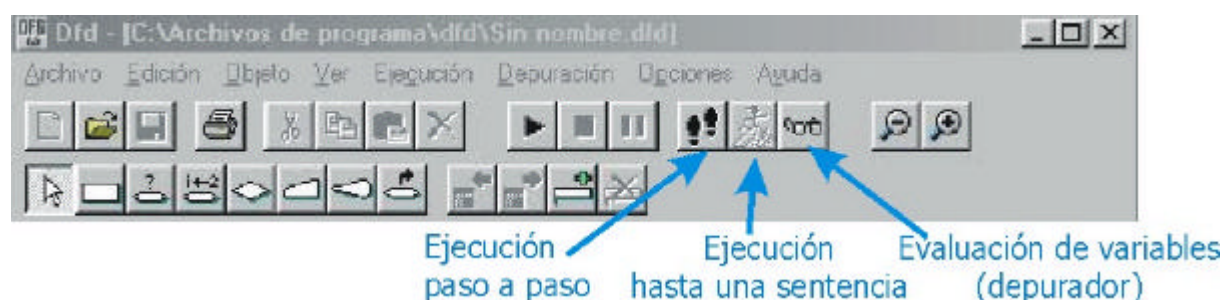 Dfd - [C:\Archivos de programa\dfd\Sin nombre.dfd]
Archivo Edición Objeto Ver Ejecución Depuración Opciones Ayuda
Ejecución paso a paso
Ejecución hasta una sentencia
Evaluación de variables (depurador)